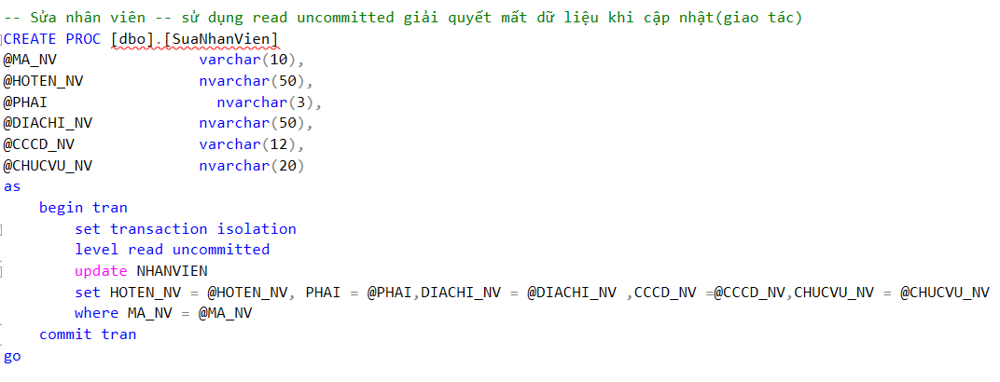 -- Sửa nhân viên -- sử dụng read uncommitted giải quyết mất dữ liệu khi cập nhật(giao tác)
CREATE PROC [dbo].[SuaNhanVien]
@MA_NV varchar(10),
@HOTEN_NV nvarchar(50),
@PHAI nvarchar(3),
@DIACHI_NV nvarchar(50),
@CCCD_NV varchar(12),
@CHUCVU_NV nvarchar(20)
as
begin tran
set transaction isolation
level read uncommitted
update NHANVIEN
set HOTEN_NV = @HOTEN_NV, PHAI = @PHAI,DIACHI_NV = @DIACHI_NV ,CCCD_NV =@CCCD_NV,CHUCVU_NV = @CHUCVU_NV
where MA_NV = @MA_NV
commit tran
go